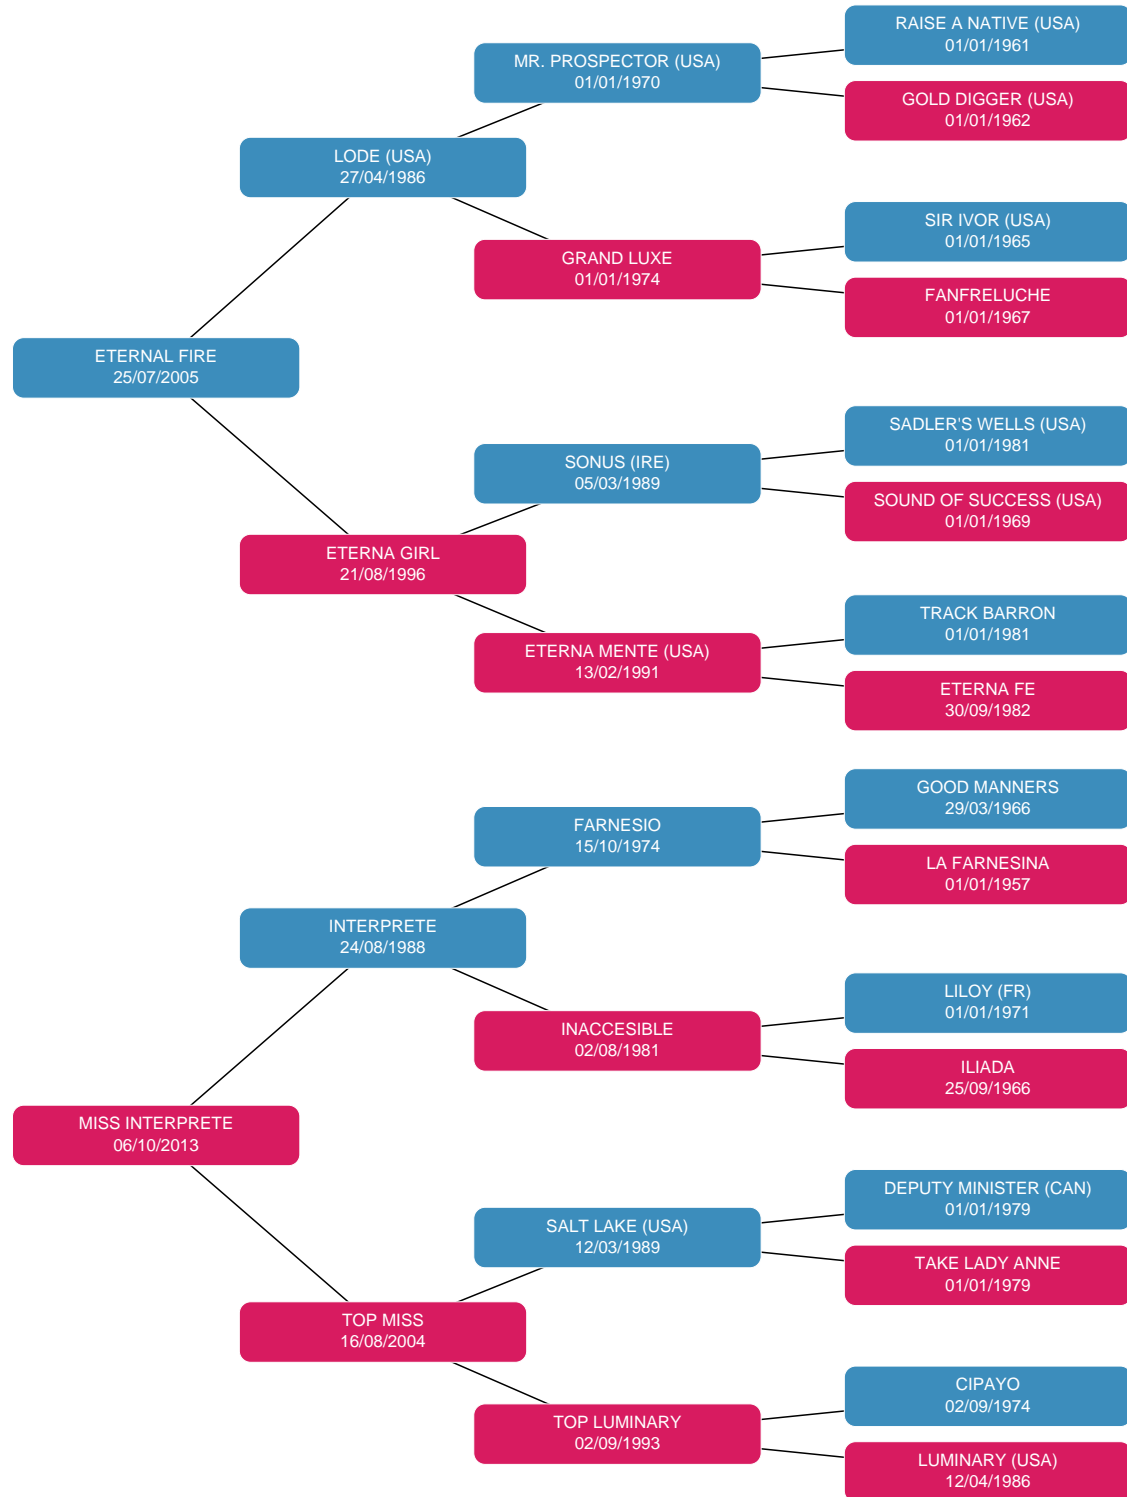 RAISE A NATIVE (USA)
01/01/1961
MR. PROSPECTOR (USA)
01/01/1970
GOLD DIGGER (USA)
01/01/1962
LODE (USA)
27/04/1986
SIR IVOR (USA)
01/01/1965
GRAND LUXE
01/01/1974
FANFRELUCHE
01/01/1967
ETERNAL FIRE
25/07/2005
SADLER'S WELLS (USA)
01/01/1981
SONUS (IRE)
05/03/1989
SOUND OF SUCCESS (USA)
01/01/1969
ETERNA GIRL
21/08/1996
TRACK BARRON
01/01/1981
ETERNA MENTE (USA)
13/02/1991
ETERNA FE
30/09/1982
GOOD MANNERS
29/03/1966
FARNESIO
15/10/1974
LA FARNESINA
01/01/1957
INTERPRETE
24/08/1988
LILOY (FR)
01/01/1971
INACCESIBLE
02/08/1981
ILIADA
25/09/1966
MISS INTERPRETE
06/10/2013
DEPUTY MINISTER (CAN)
01/01/1979
SALT LAKE (USA)
12/03/1989
TAKE LADY ANNE
01/01/1979
TOP MISS
16/08/2004
CIPAYO
02/09/1974
TOP LUMINARY
02/09/1993
LUMINARY (USA)
12/04/1986